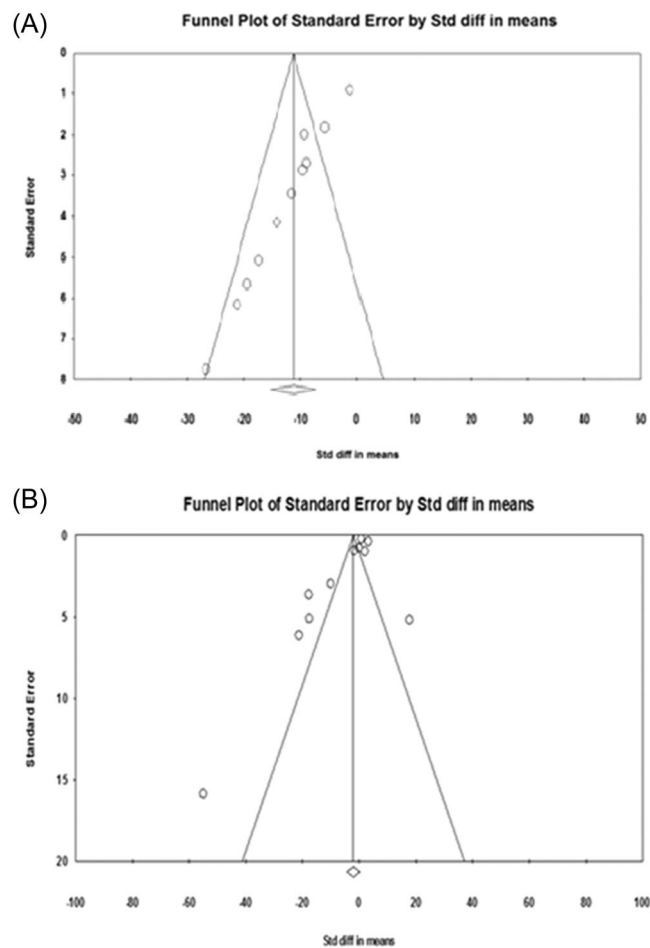 (A)
Funnel Plot of Standard Error by Std diff in means
0
1
2
3
4
5
6
7
8
Standard Error
-50 -40 -30 -20 -10 0 10 20 30 40 50
Std diff in means
(B)
Funnel Plot of Standard Error by Std diff in means
0
5
10
15
20
Standard Error
-100 -80 -60 -40 -20 0 20 40 60 80 100
Std diff in means